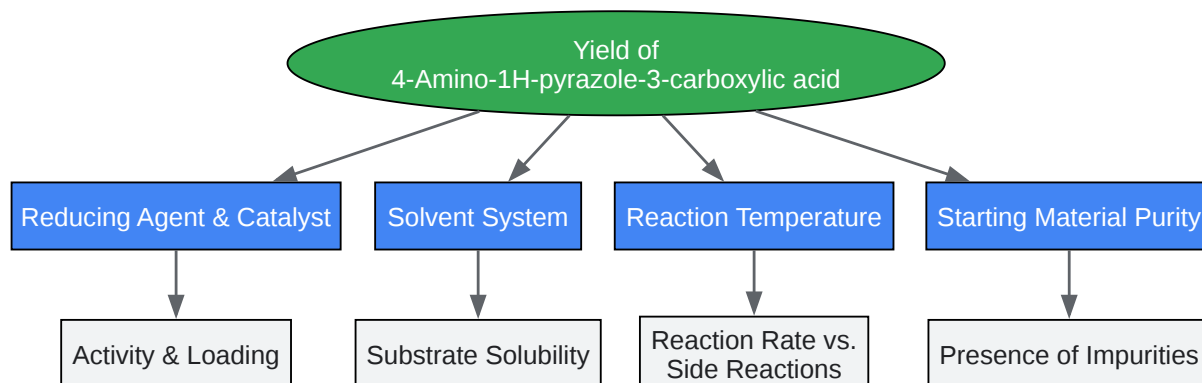 Yield of
4-Amino-1H-pyrazole-3-carboxylic acid
Reducing Agent & Catalyst
Solvent System
Reaction Temperature
Starting Material Purity
Activity & Loading
Substrate Solubility
Reaction Rate vs.
Side Reactions
Presence of Impurities